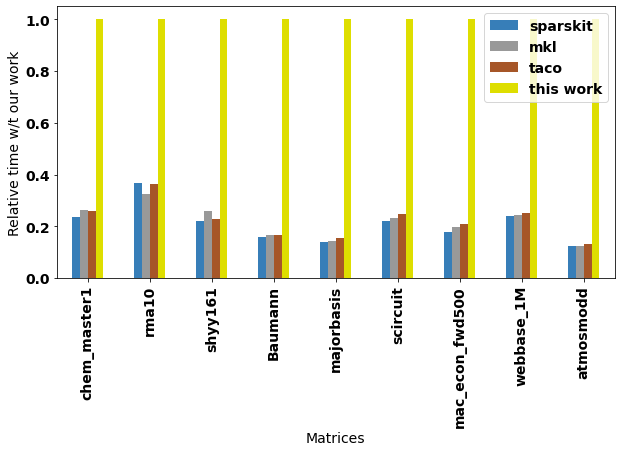 Relative time w/t our work
1.0
0.8
0.6
0.4
0.2
0.0
sparskit
mkl
taco
this work
chem_master1
rma10
shyy161
Baumann
majorbasis
scircuit
mac_econ_fwd500
webbase_1M
atmosmodd
Matrices